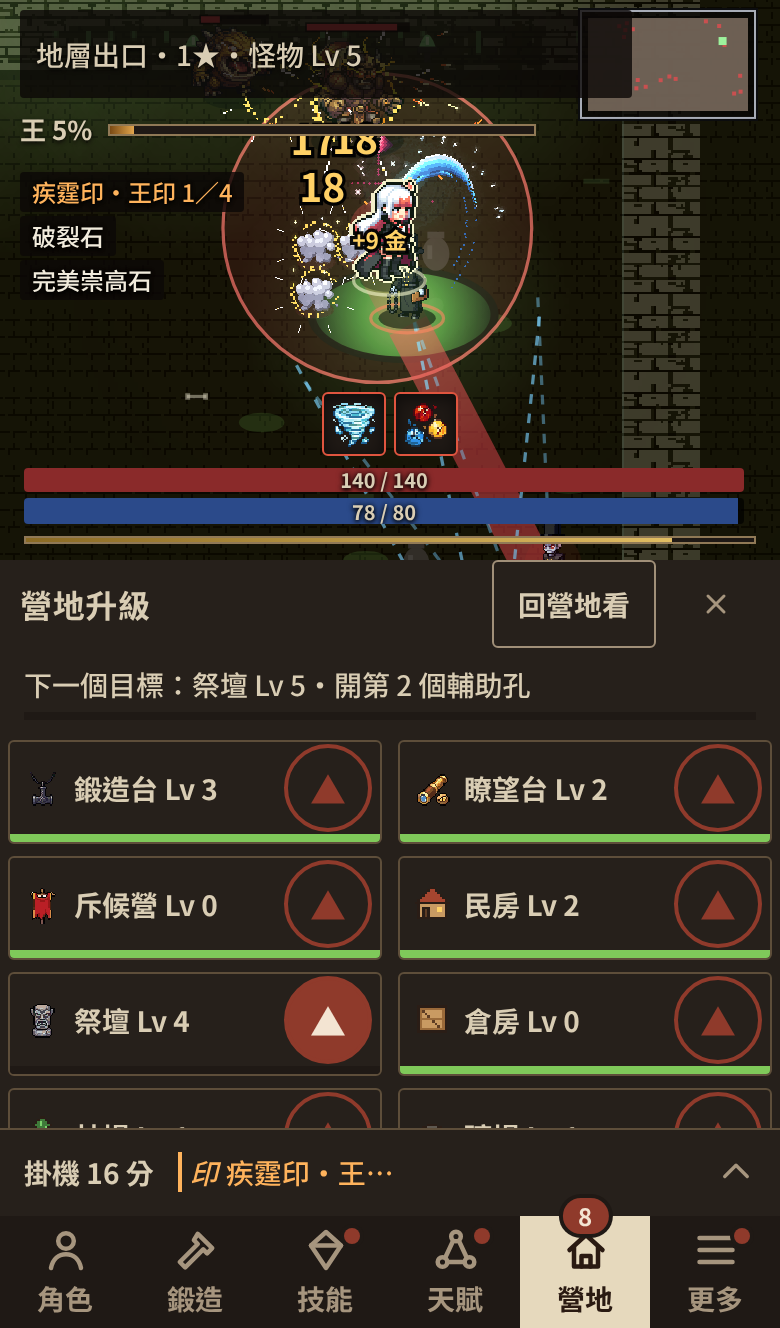 地層出口・1★・怪物 Lv 5
王 5%
1718
18
+9 金
疾霆印・王印 1／4
破裂石
完美崇高石
140 / 140
78 / 80
營地升級
回營地看
下一個目標：祭壇 Lv 5・開第 2 個輔助孔
鍛造台 Lv 3
瞭望台 Lv 2
斥候營 Lv 0
民房 Lv 2
祭壇 Lv 4
倉房 Lv 0
掛機 16 分
印 疾霆印・王…
8
角色
鍛造
技能
天賦
營地
更多